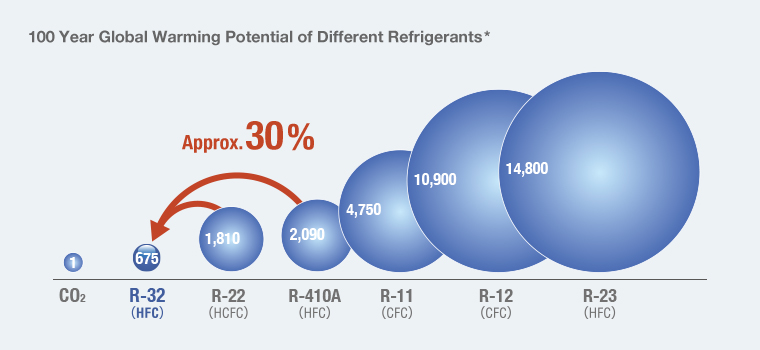 100 Year Global Warming Potential of Different Refrigerants*
Approx. 30%
1
675
1,810
2,090
4,750
10,900
14,800
CO₂
R-32
(HFC)
R-22
(HCFC)
R-410A
(HFC)
R-11
(CFC)
R-12
(CFC)
R-23
(HFC)